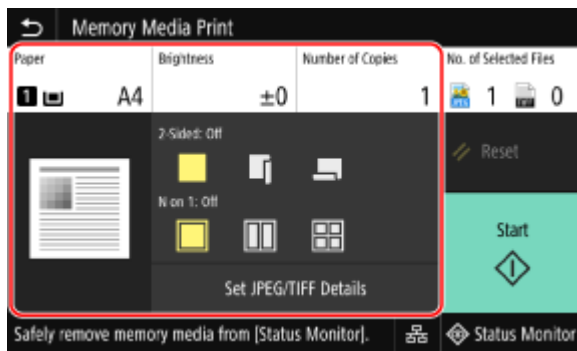 Memory Media Print
Paper
Brightness
Number of Copies
No. of Selected Files
1 A4
±0
1
JPEG 1 TIFF 0
2-Sided: Off
Reset
N on 1: Off
Start
Set JPEG/TIFF Details
Safely remove memory media from [Status Monitor].
Status Monitor